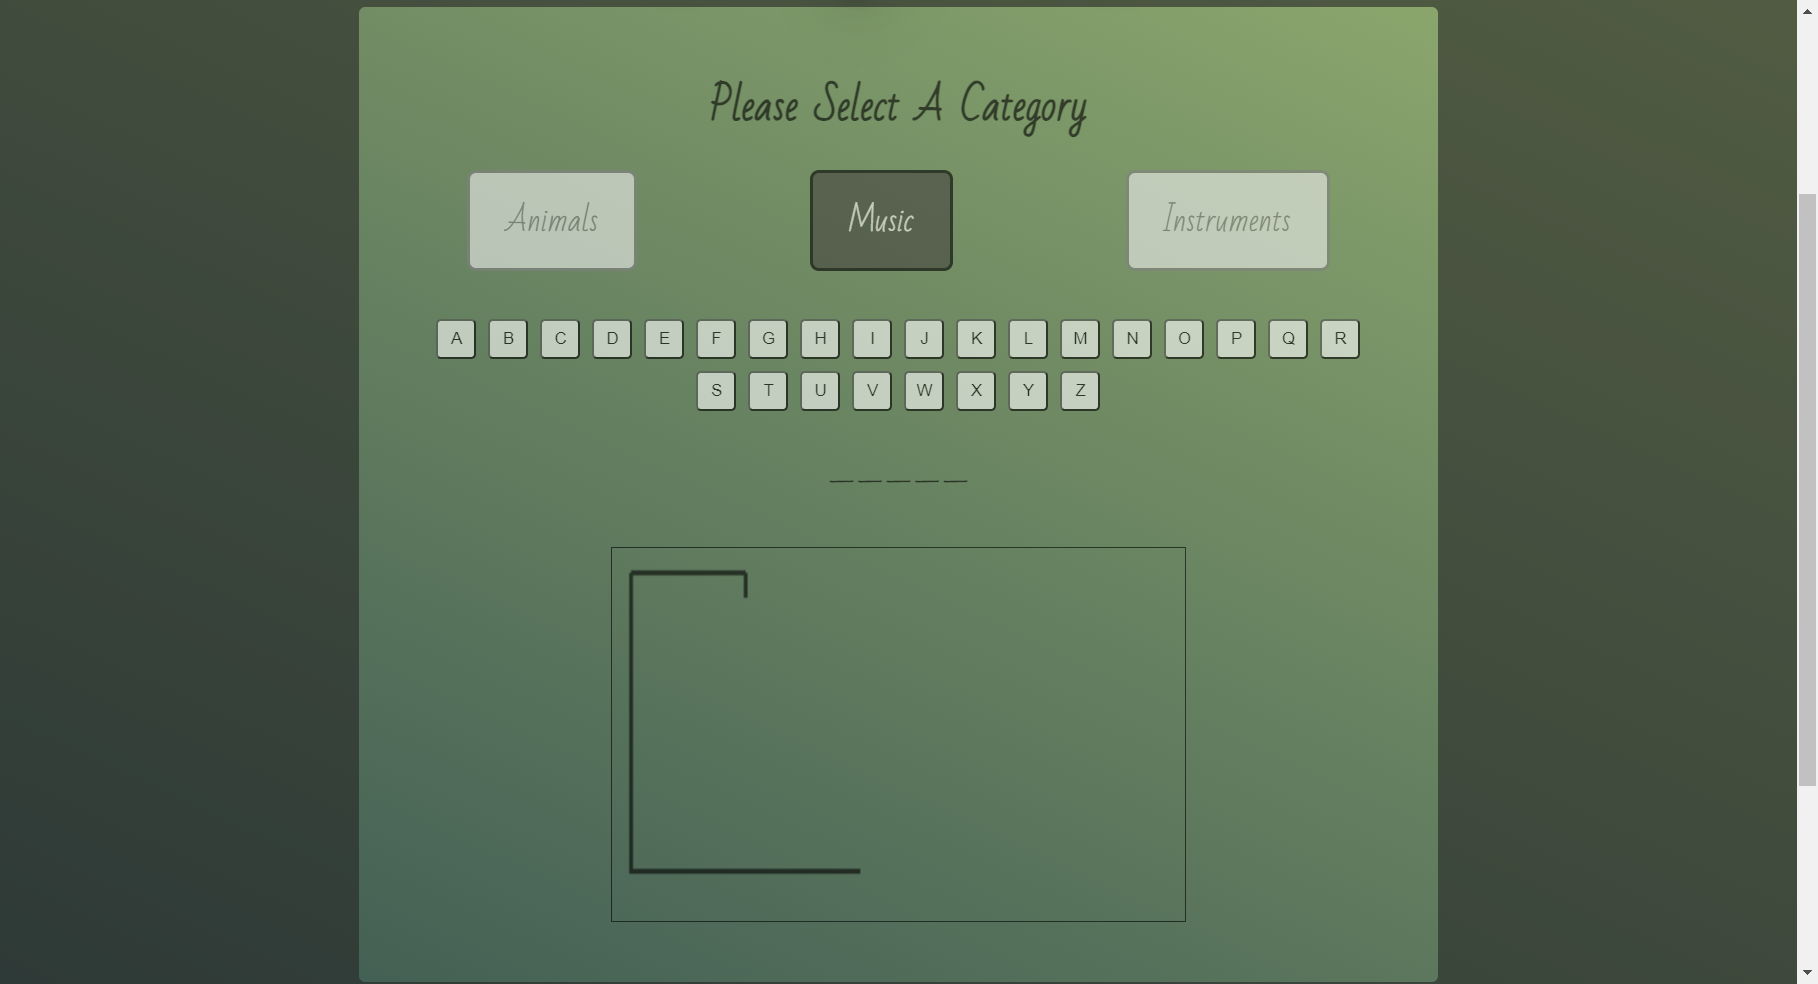 Please Select A Category
Animals Music Instruments
A B C D E F G H I J K L M N O P Q R
S T U V W X Y Z
_ _ _ _ _